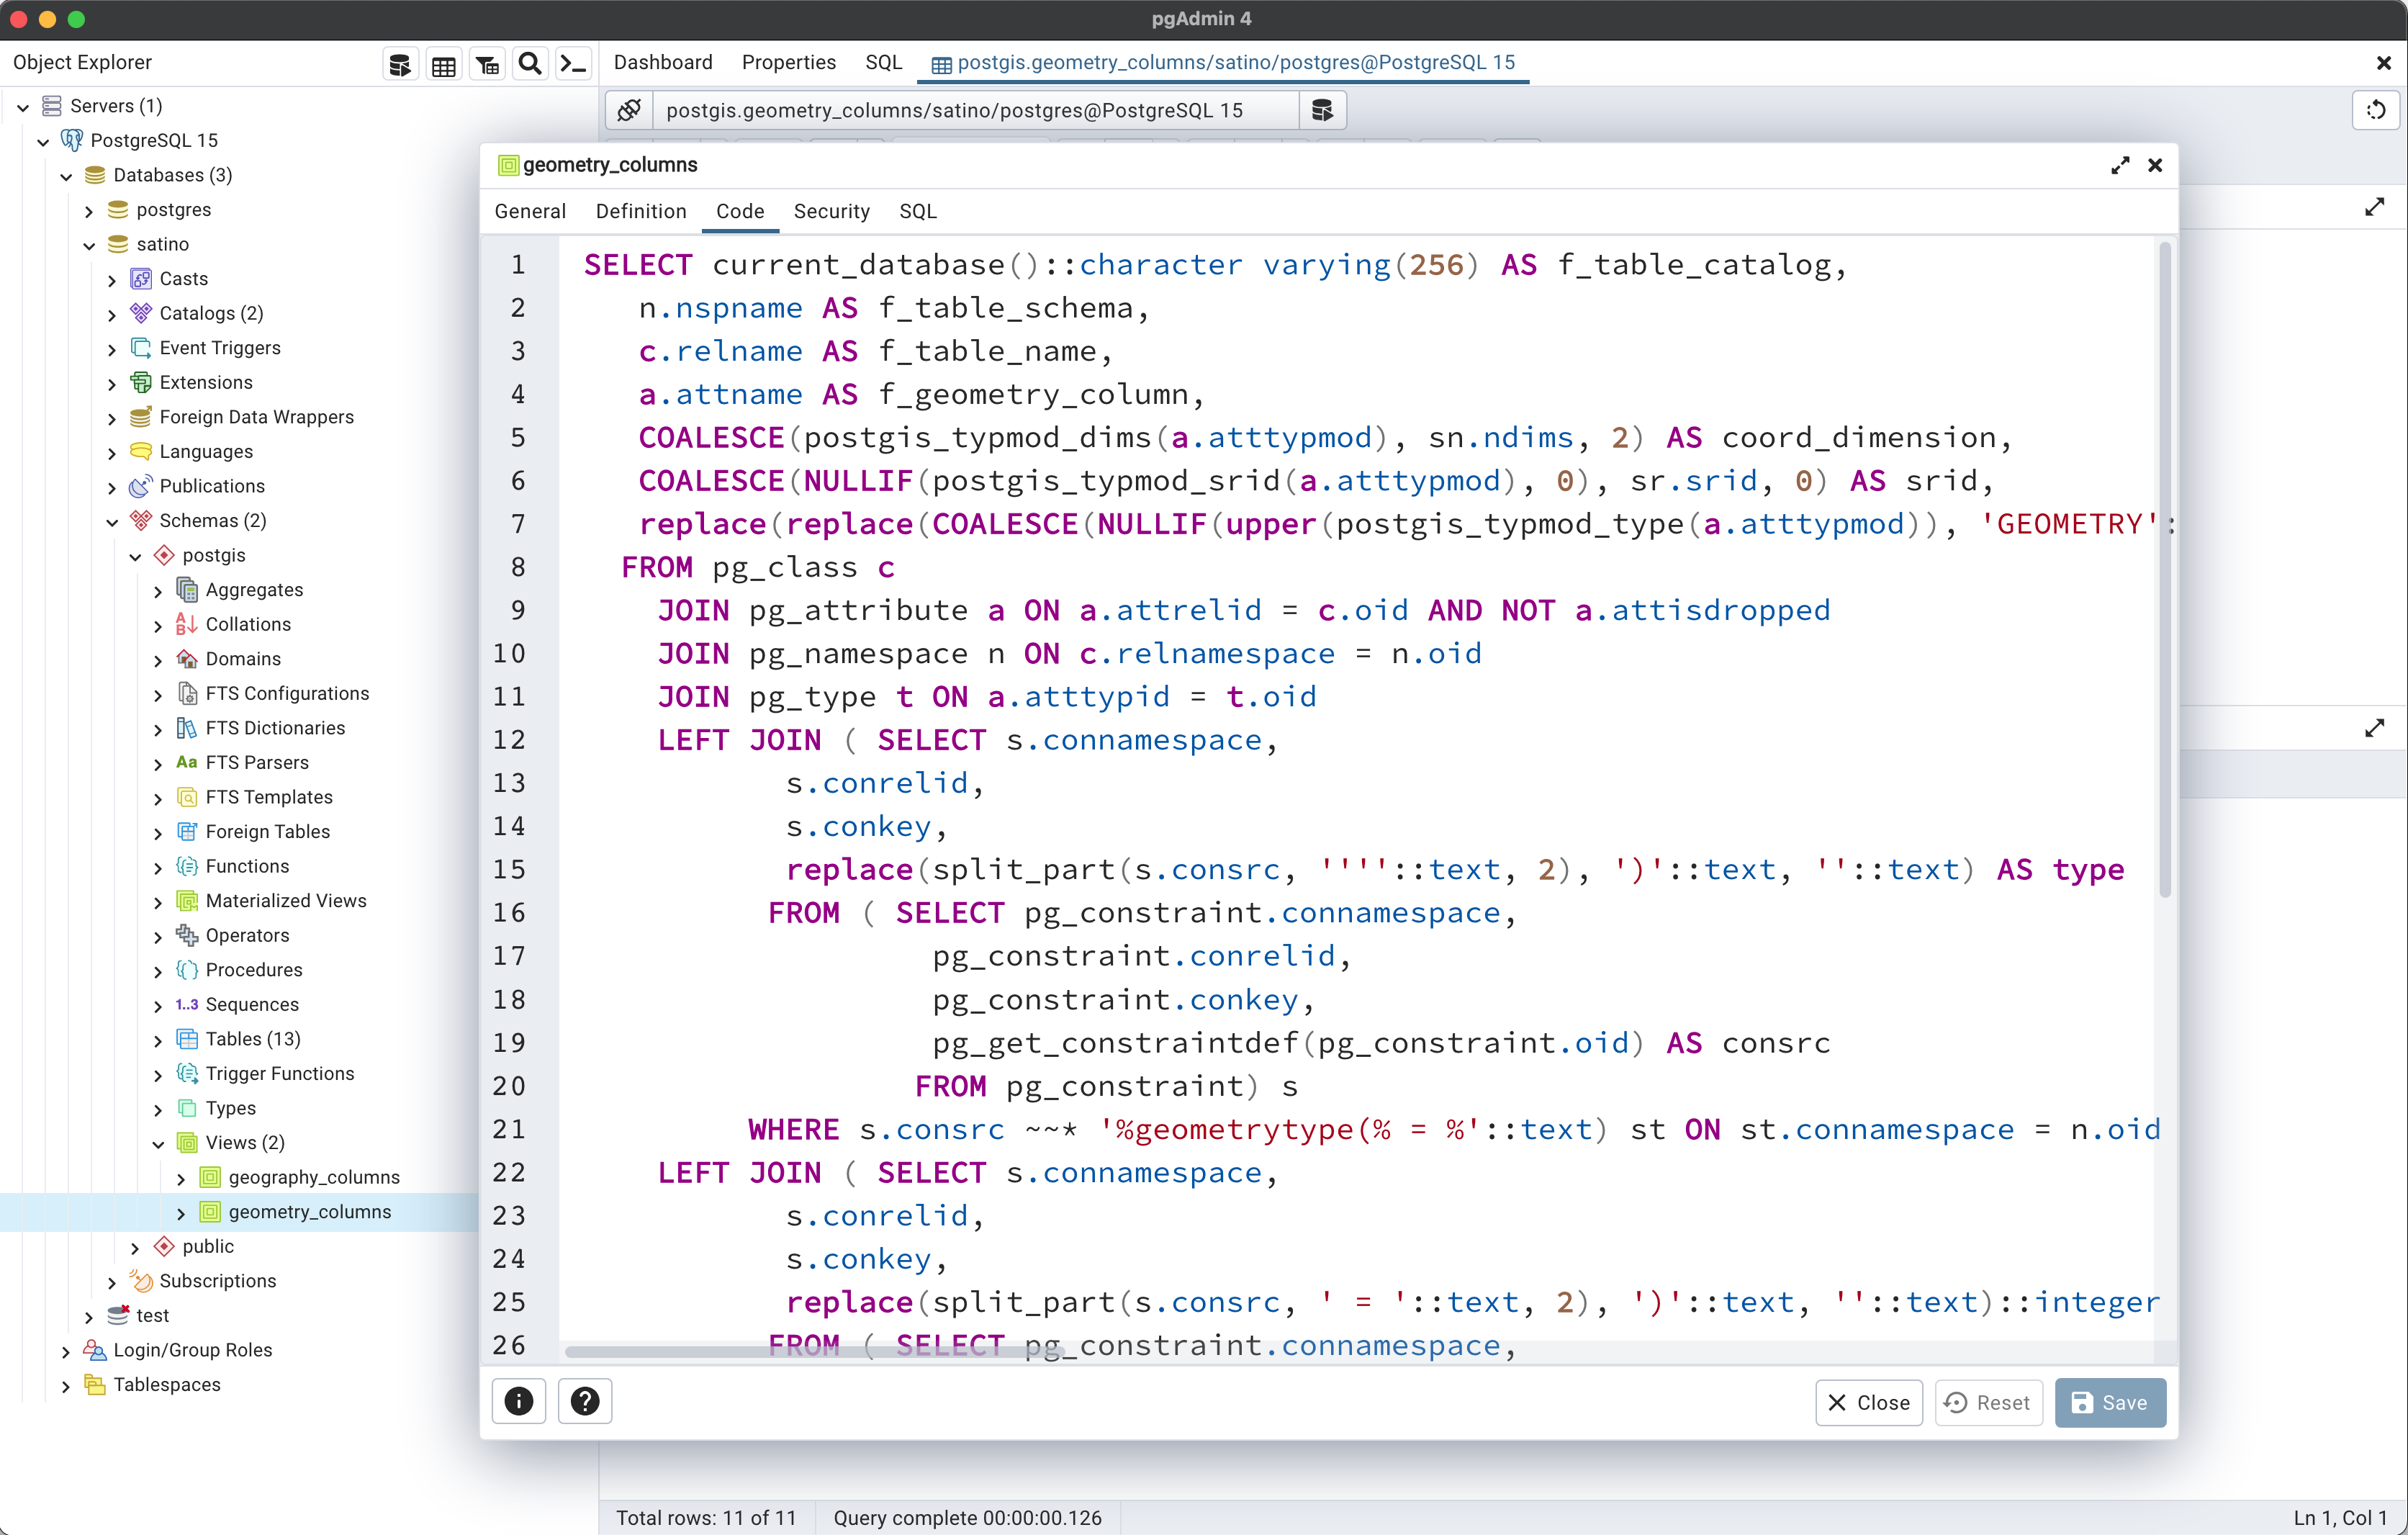 pgAdmin 4
Object Explorer
Dashboard Properties SQL postgis.geometry_columns/satino/postgres@PostgreSQL 15
postgis.geometry_columns/satino/postgres@PostgreSQL 15
Servers (1)
PostgreSQL 15
Databases (3)
postgres
satino
Casts
Catalogs (2)
Event Triggers
Extensions
Foreign Data Wrappers
Languages
Publications
Schemas (2)
postgis
Aggregates
Collations
Domains
FTS Configurations
FTS Dictionaries
Aa FTS Parsers
FTS Templates
Foreign Tables
Functions
Materialized Views
Operators
Procedures
1..3 Sequences
Tables (13)
Trigger Functions
Types
Views (2)
geography_columns
geometry_columns
public
Subscriptions
test
Login/Group Roles
Tablespaces
geometry_columns
General Definition Code Security SQL
1 SELECT current_database()::character varying(256) AS f_table_catalog,
2 n.nspname AS f_table_schema,
3 c.relname AS f_table_name,
4 a.attname AS f_geometry_column,
5 COALESCE(postgis_typmod_dims(a.atttypmod), sn.ndims, 2) AS coord_dimension,
6 COALESCE(NULLIF(postgis_typmod_srid(a.atttypmod), 0), sr.srid, 0) AS srid,
7 replace(replace(COALESCE(NULLIF(upper(postgis_typmod_type(a.atttypmod)), 'GEOMETRY':
8 FROM pg_class c
9 JOIN pg_attribute a ON a.attrelid = c.oid AND NOT a.attisdropped
10 JOIN pg_namespace n ON c.relnamespace = n.oid
11 JOIN pg_type t ON a.atttypid = t.oid
12 LEFT JOIN ( SELECT s.connamespace,
13 s.conrelid,
14 s.conkey,
15 replace(split_part(s.consrc, ''''::text, 2), ')'::text, ''::text) AS type
16 FROM ( SELECT pg_constraint.connamespace,
17 pg_constraint.conrelid,
18 pg_constraint.conkey,
19 pg_get_constraintdef(pg_constraint.oid) AS consrc
20 FROM pg_constraint) s
21 WHERE s.consrc ~~* '%geometrytype(% = %'::text) st ON st.connamespace = n.oid
22 LEFT JOIN ( SELECT s.connamespace,
23 s.conrelid,
24 s.conkey,
25 replace(split_part(s.consrc, ' = '::text, 2), ')'::text, ''::text)::integer
26 FROM ( SELECT pg_constraint.connamespace,
Close Reset Save
Total rows: 11 of 11 Query complete 00:00:00.126 Ln 1, Col 1